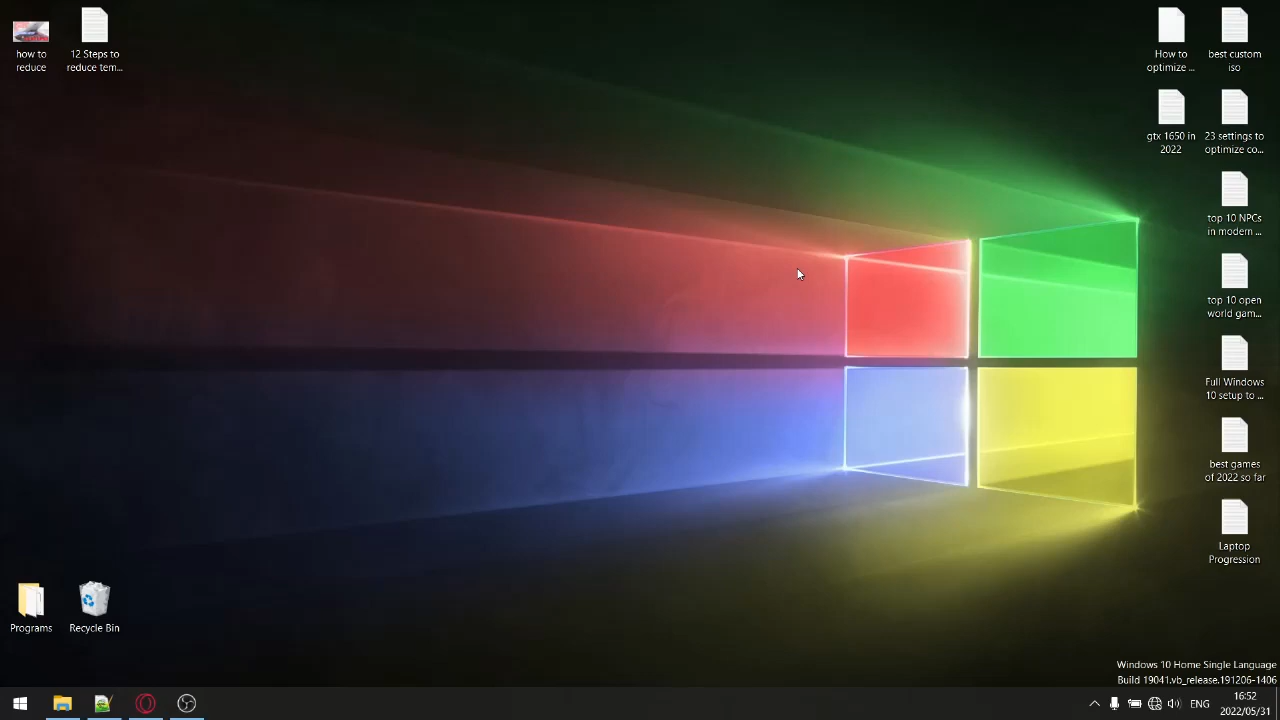 how to
reduce
12 Steps to
reduce tem...
How to
optimize ...
best custom
iso
gtx 1650 in
2022
23 settings to
optimize co...
top 10 NPCs
in modern ...
top 10 open
world gam...
Full Windows
10 setup to ...
best games
of 2022 so far
Laptop
Progression
Programs
Recycle Bin
Windows 10 Home Single Language
Build 19041.vb_release.191206-1406
ENG
16:52
2022/05/31